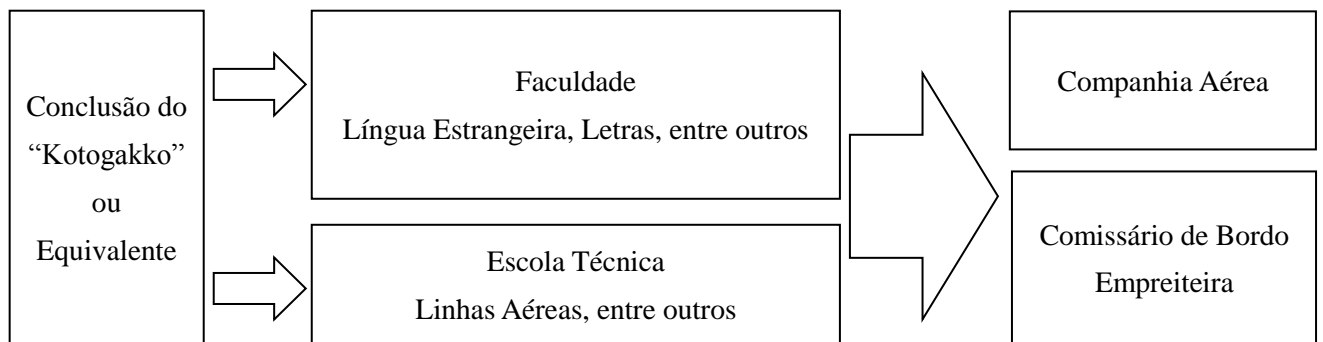 Conclusão do
“Kotogakko”
ou
Equivalente
Faculdade
Língua Estrangeira, Letras, entre outros
Escola Técnica
Linhas Aéreas, entre outros
Companhia Aérea
Comissário de Bordo
Empreiteira